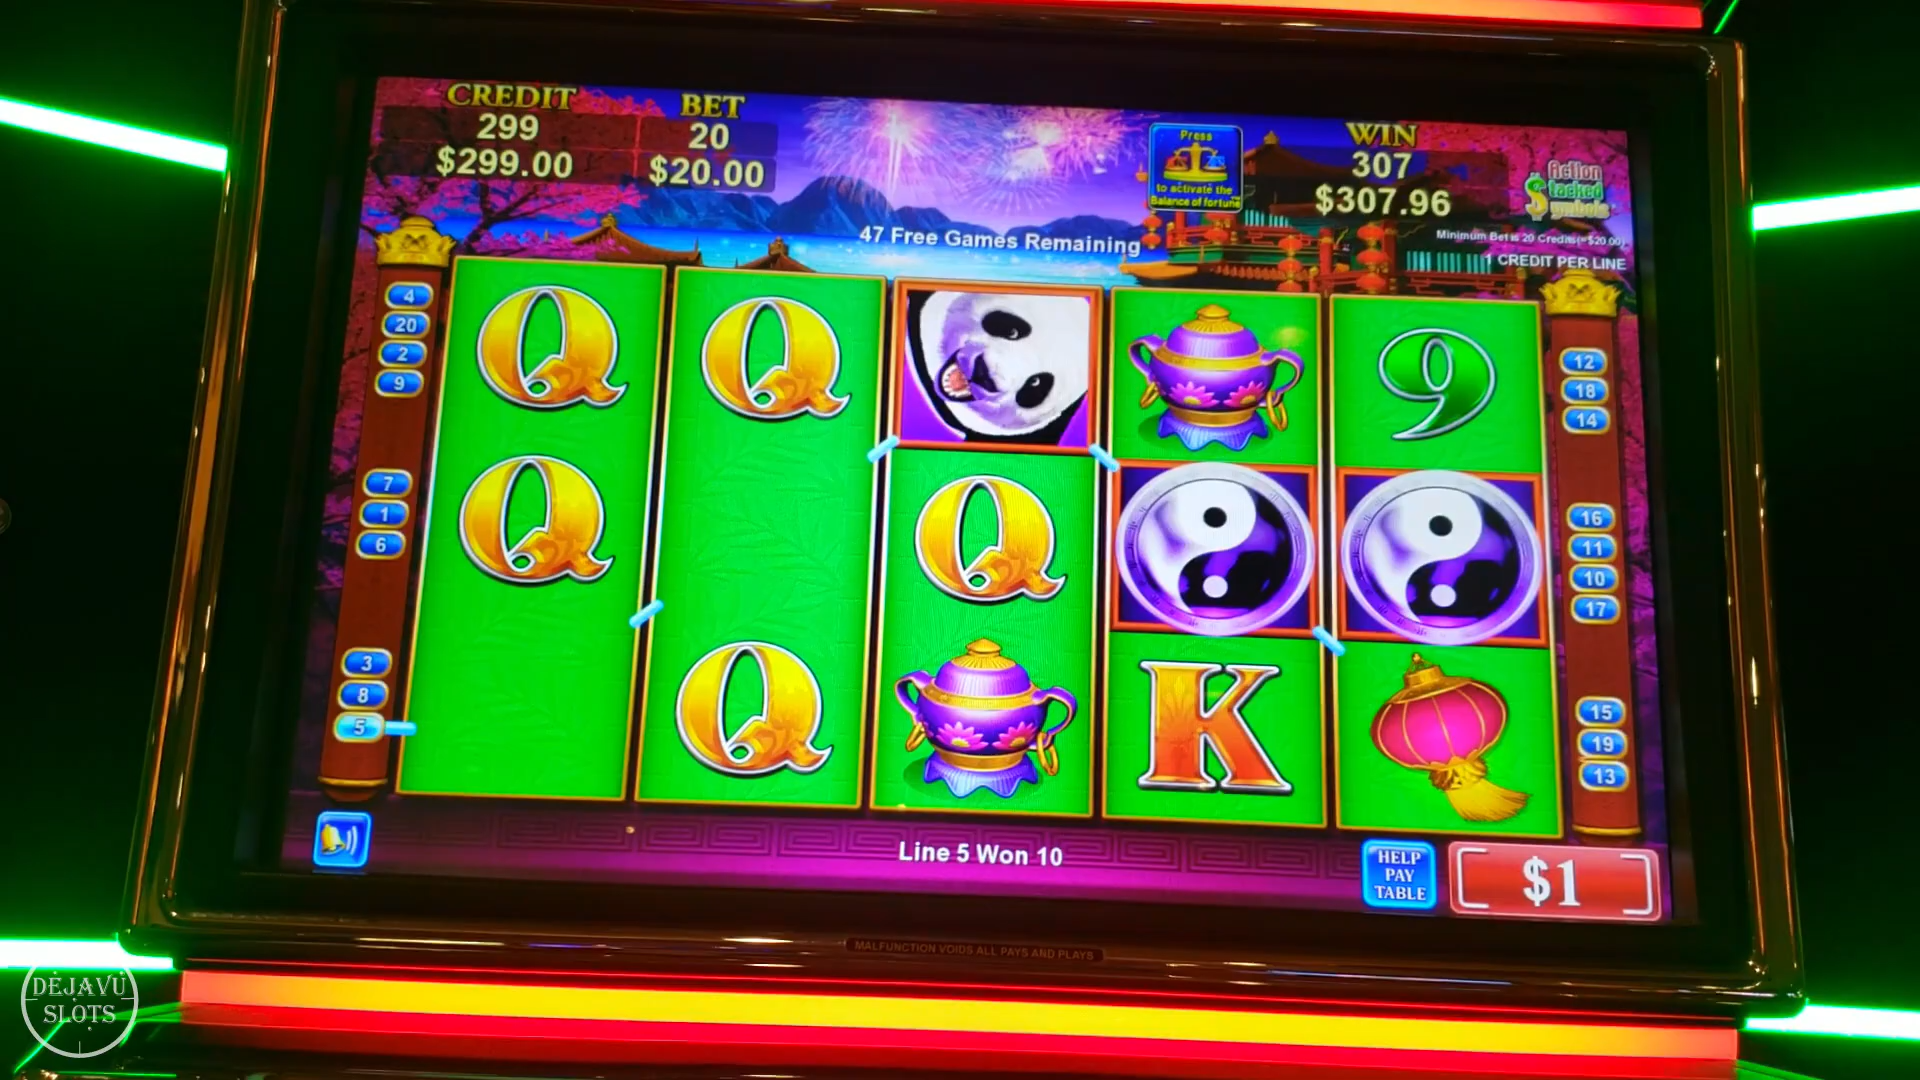 CREDIT
299
$299.00
BET
20
$20.00
Press
to activate the
Balance of fortune
WIN
307
$307.96
Action
$tacked
Symbols
47 Free Games Remaining
Minimum Bet is 20 Credits(=$20.00)
1 CREDIT PER LINE
4
20
2
9
7
1
6
3
8
5
Q
Q
9
Q
Q
Q
K
12
18
14
16
11
10
17
15
19
13
Line 5 Won 10
HELP
PAY
TABLE
$1
MALFUNCTION VOIDS ALL PAYS AND PLAYS
DEJAVU
SLOTS